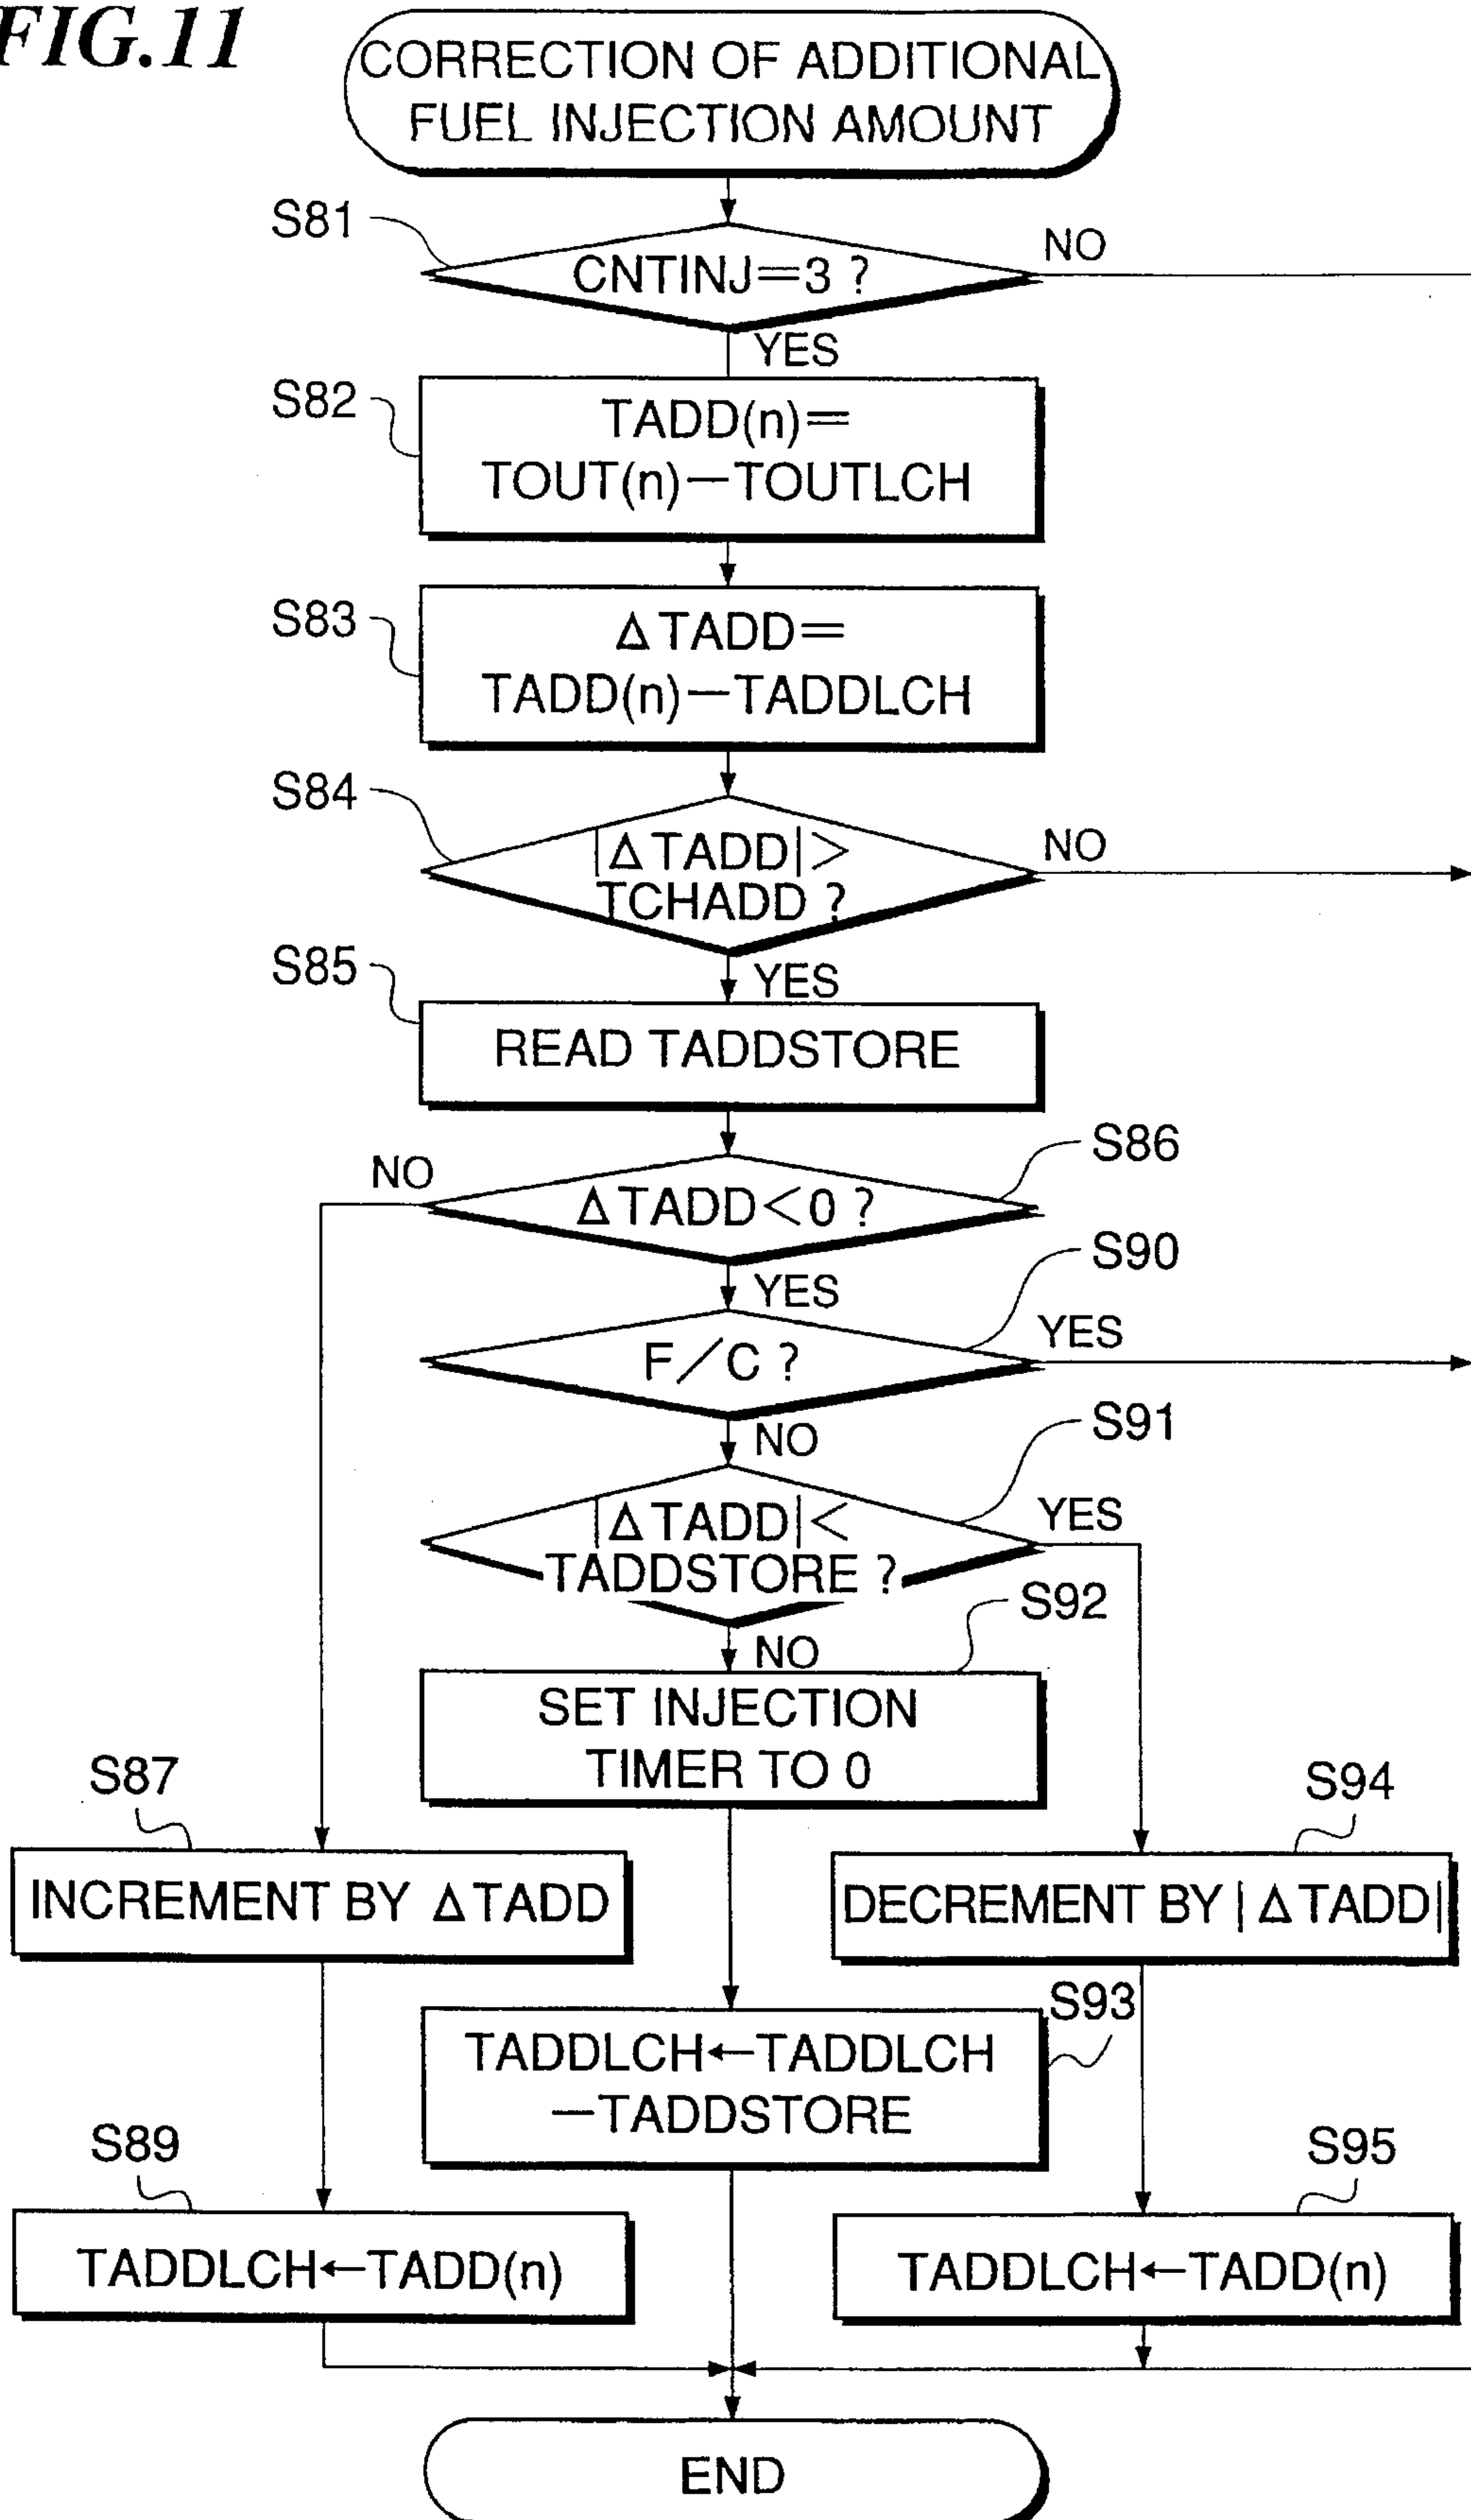 FIG.11
CORRECTION OF ADDITIONAL
FUEL INJECTION AMOUNT
S81
CNTINJ=3 ?
NO
YES
S82
TADD(n)=
TOUT(n)−TOUTLCH
S83
ΔTADD=
TADD(n)−TADDLCH
S84
|ΔTADD|>
TCHADD ?
NO
YES
S85
READ TADDSTORE
S86
NO
ΔTADD<0 ?
YES
S90
F/C ?
YES
NO
S91
|ΔTADD|<
TADDSTORE ?
YES
NO
S92
SET INJECTION
TIMER TO 0
S87
INCREMENT BY ΔTADD
S94
DECREMENT BY |ΔTADD|
S93
TADDLCH←TADDLCH
−TADDSTORE
S89
TADDLCH←TADD(n)
S95
TADDLCH←TADD(n)
END